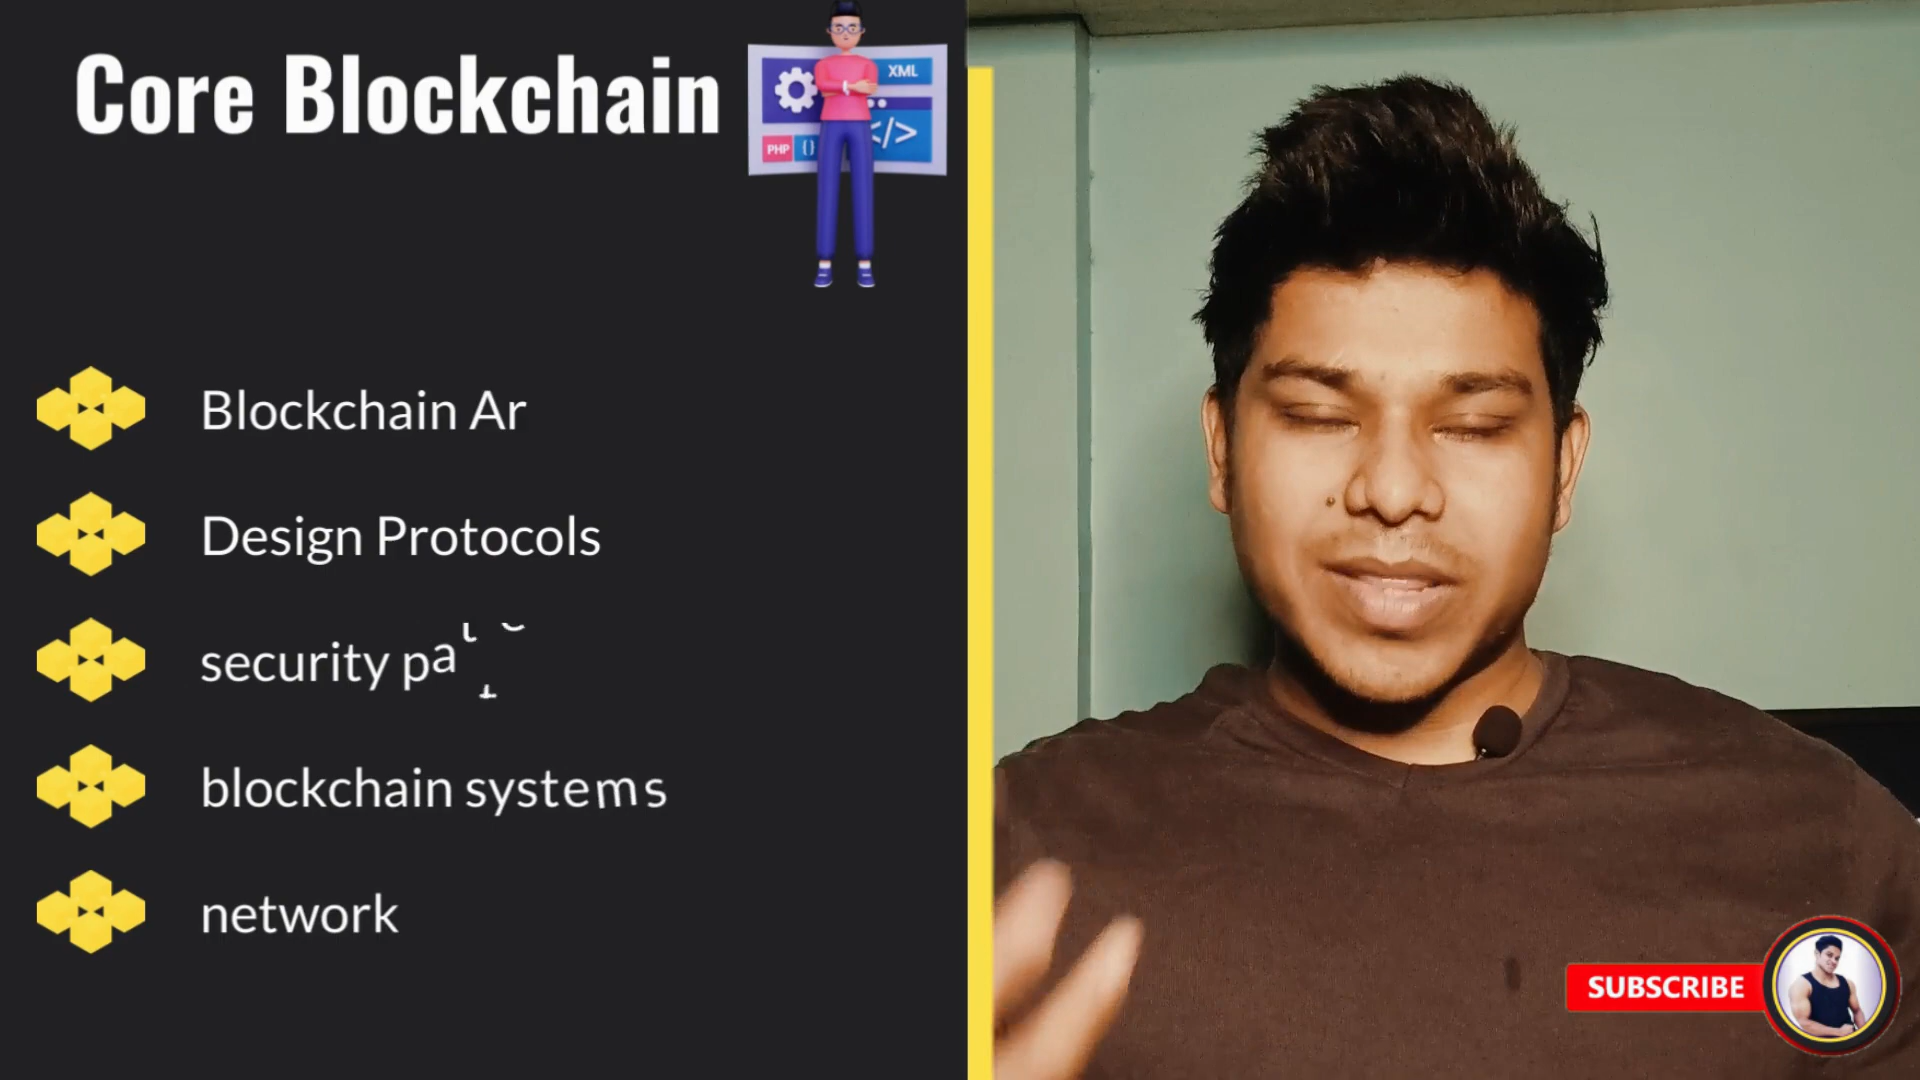 Core Blockchain
XML
</>
PHP
{}
Blockchain Ar
Design Protocols
security pa
blockchain systems
network
SUBSCRIBE